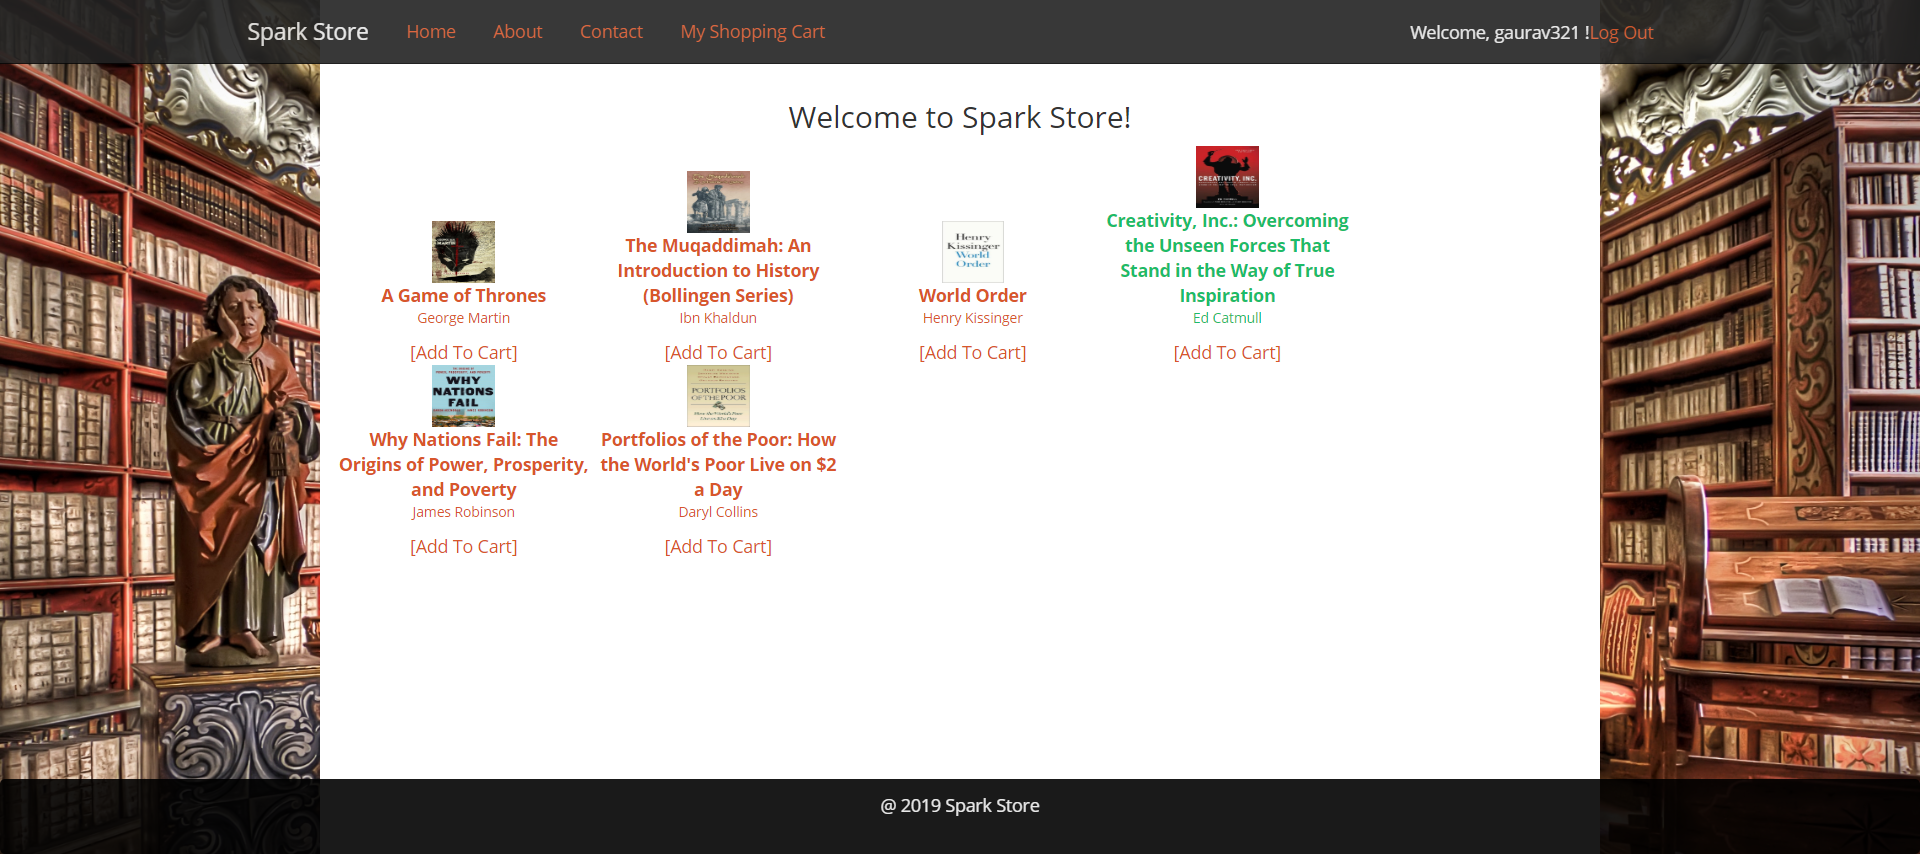 Spark Store Home About Contact My Shopping Cart Welcome, gaurav321 !Log Out
Welcome to Spark Store!
A Game of Thrones
George Martin
[Add To Cart]
The Muqaddimah: An
Introduction to History
(Bollingen Series)
Ibn Khaldun
[Add To Cart]
Henry
Kissinger
World
Order
World Order
Henry Kissinger
[Add To Cart]
CREATIVITY, INC.
Creativity, Inc.: Overcoming
the Unseen Forces That
Stand in the Way of True
Inspiration
Ed Catmull
[Add To Cart]
WHY
NATIONS
FAIL
Why Nations Fail: The
Origins of Power, Prosperity,
and Poverty
James Robinson
[Add To Cart]
PORTFOLIOS
OF THE POOR
Portfolios of the Poor: How
the World's Poor Live on $2
a Day
Daryl Collins
[Add To Cart]
@ 2019 Spark Store